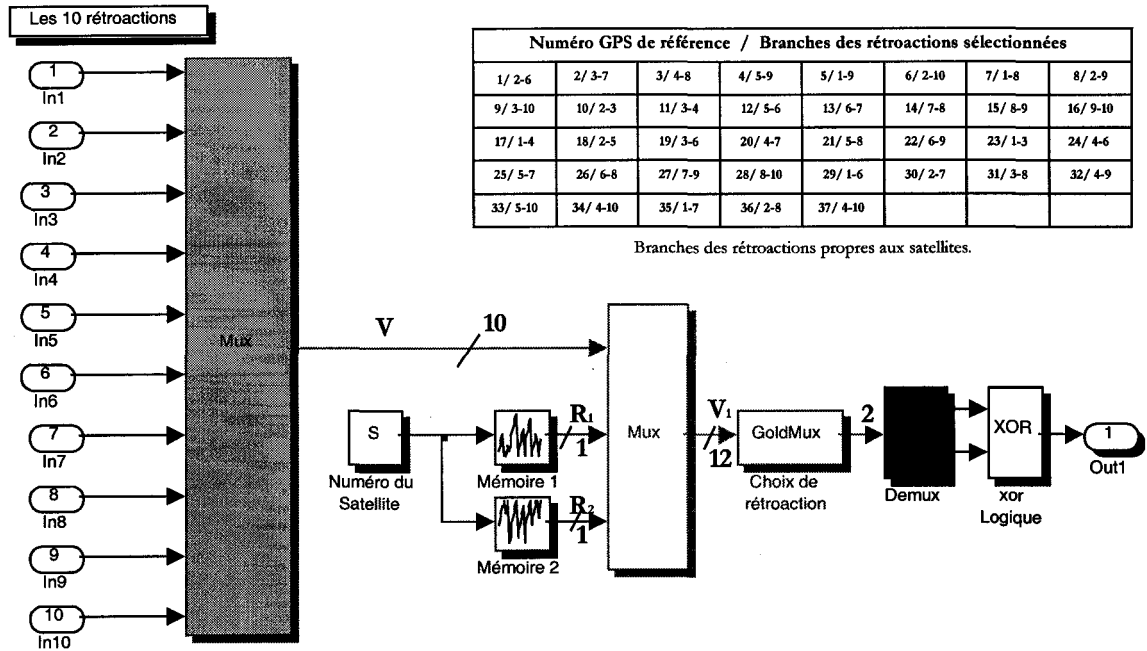 Les 10 rétroactions
Numéro GPS de référence / Branches des rétroactions sélectionnées
1/ 2-6 2/ 3-7 3/ 4-8 4/ 5-9 5/ 1-9 6/ 2-10 7/ 1-8 8/ 2-9
9/ 3-10 10/ 2-3 11/ 3-4 12/ 5-6 13/ 6-7 14/ 7-8 15/ 8-9 16/ 9-10
17/ 1-4 18/ 2-5 19/ 3-6 20/ 4-7 21/ 5-8 22/ 6-9 23/ 1-3 24/ 4-6
25/ 5-7 26/ 6-8 27/ 7-9 28/ 8-10 29/ 1-6 30/ 2-7 31/ 3-8 32/ 4-9
33/ 5-10 34/ 4-10 35/ 1-7 36/ 2-8 37/ 4-10
Branches des rétroactions propres aux satellites.
1
In1
2
In2
3
In3
4
In4
5
In5
6
In6
7
In7
8
In8
9
In9
10
In10
Mux
V
10
S
Numéro du
Satellite
Mémoire 1
R1
1
Mémoire 2
R2
1
Mux
V1
12
GoldMux
Choix de
rétroaction
2
Demux
XOR
xor
Logique
1
Out1